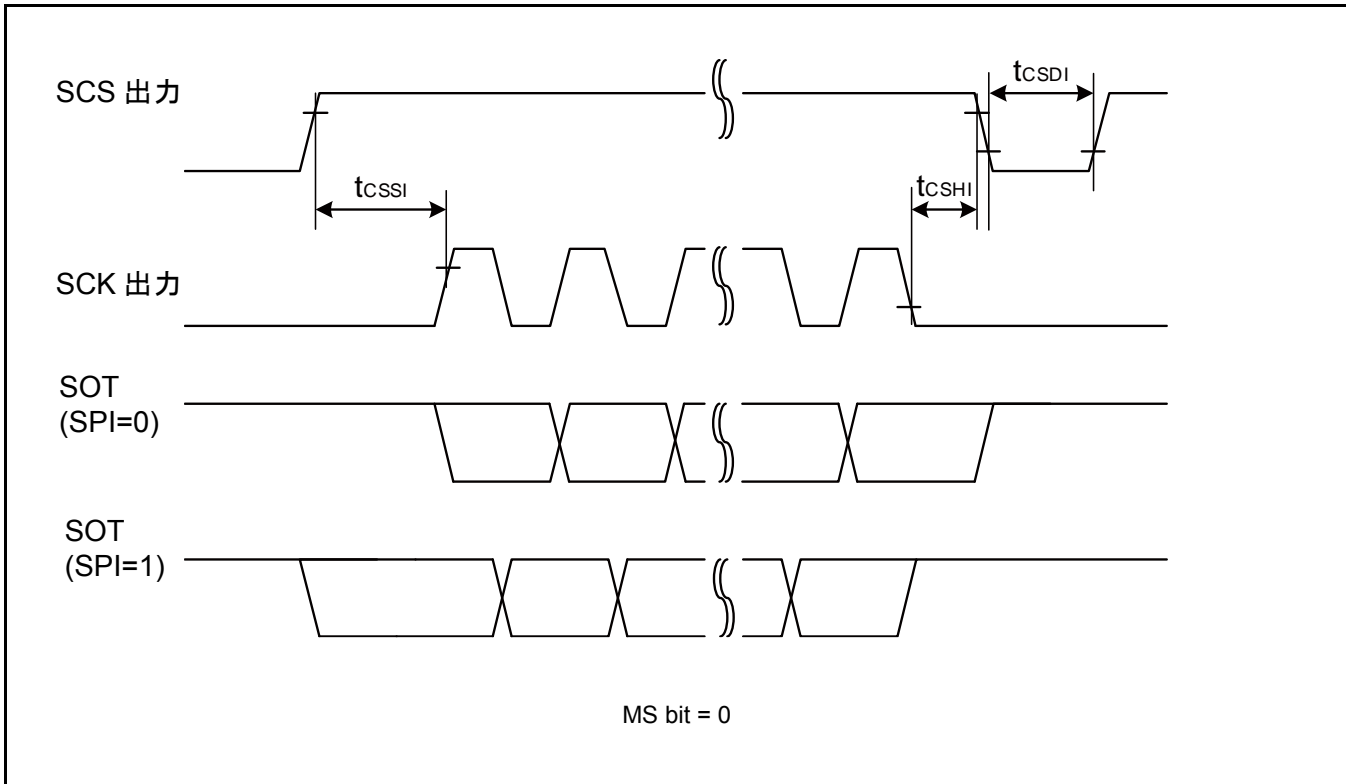 SCS 出力
tCSDI
tCSSI
tCSHI
SCK 出力
SOT
(SPI=0)
SOT
(SPI=1)
MS bit = 0